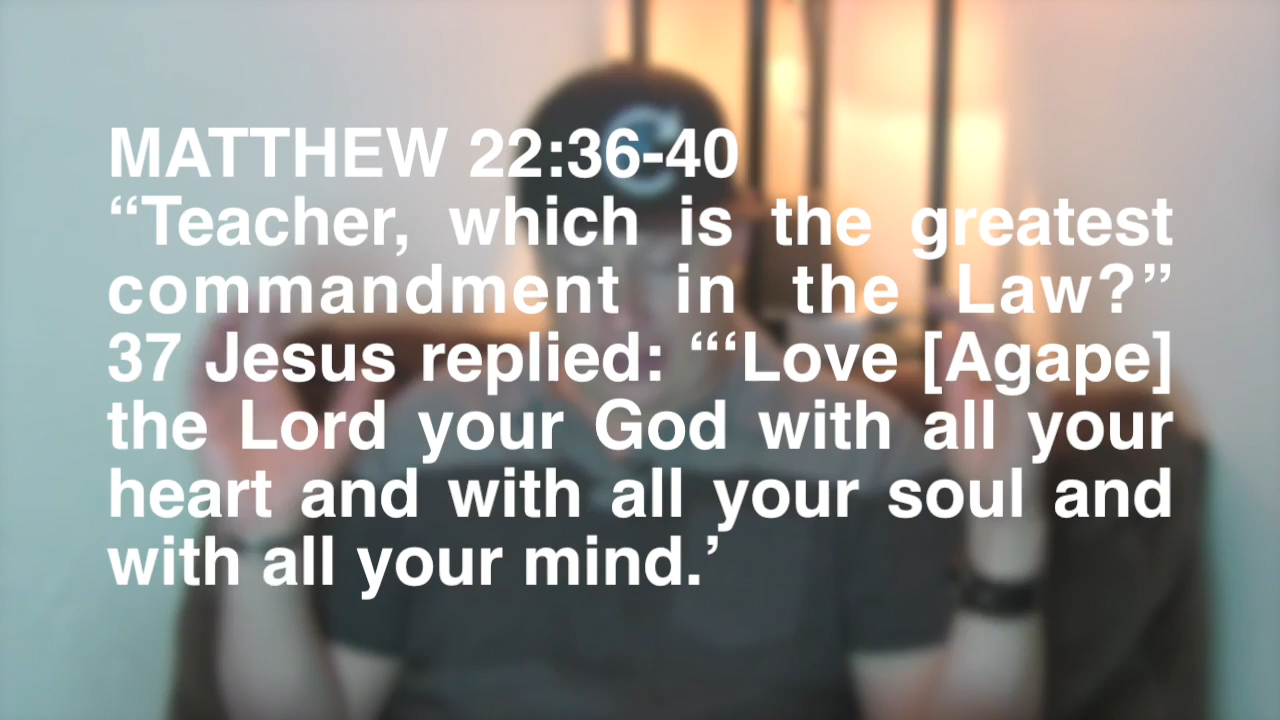 MATTHEW 22:36-40
“Teacher, which is the greatest
commandment in the Law?”
37 Jesus replied: “‘Love [Agape]
the Lord your God with all your
heart and with all your soul and
with all your mind.’